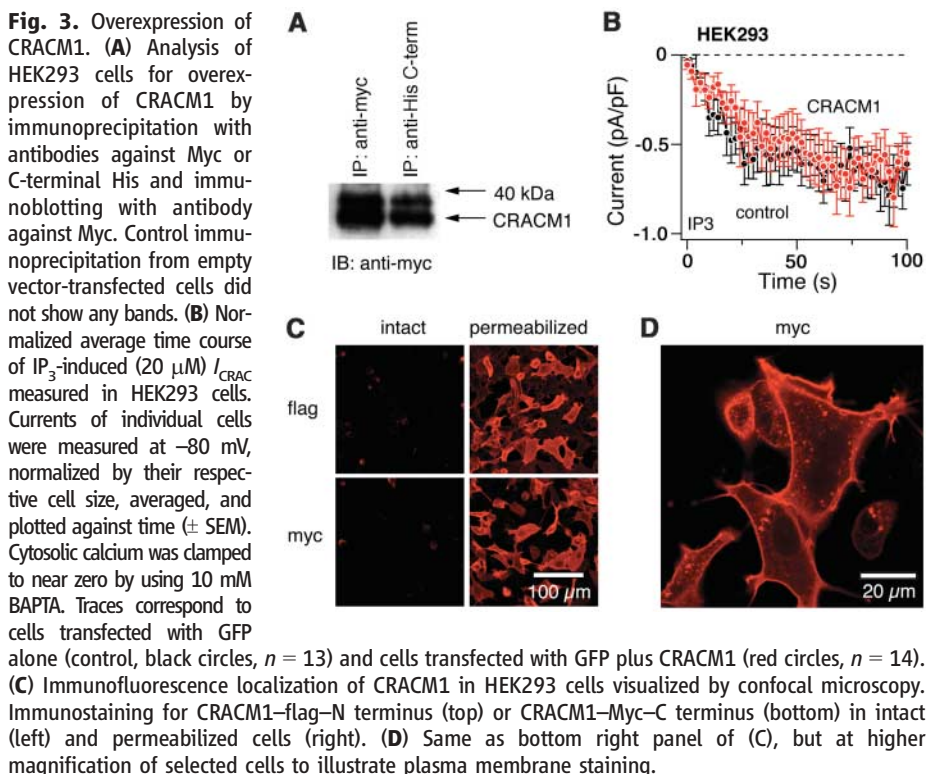 Fig. 3. Overexpression of
CRACM1. (A) Analysis of
HEK293 cells for overex-
pression of CRACM1 by
immunoprecipitation with
antibodies against Myc or
C-terminal His and immu-
noblotting with antibody
against Myc. Control immu-
noprecipitation from empty
vector-transfected cells did
not show any bands. (B) Nor-
malized average time course
of IP3-induced (20 μM) ICRAC
measured in HEK293 cells.
Currents of individual cells
were measured at –80 mV,
normalized by their respec-
tive cell size, averaged, and
plotted against time (± SEM).
Cytosolic calcium was clamped
to near zero by using 10 mM
BAPTA. Traces correspond to
cells transfected with GFP
alone (control, black circles, n = 13) and cells transfected with GFP plus CRACM1 (red circles, n = 14).
(C) Immunofluorescence localization of CRACM1 in HEK293 cells visualized by confocal microscopy.
Immunostaining for CRACM1–flag–N terminus (top) or CRACM1–Myc–C terminus (bottom) in intact
(left) and permeabilized cells (right). (D) Same as bottom right panel of (C), but at higher
magnification of selected cells to illustrate plasma membrane staining.
A
IP: anti-myc
IP: anti-His C-term
40 kDa
CRACM1
IB: anti-myc
B
HEK293
0
-0.5
-1.0
Current (pA/pF)
CRACM1
control
IP3
0
50
100
Time (s)
C
intact
permeabilized
flag
myc
100 μm
D
myc
20 μm